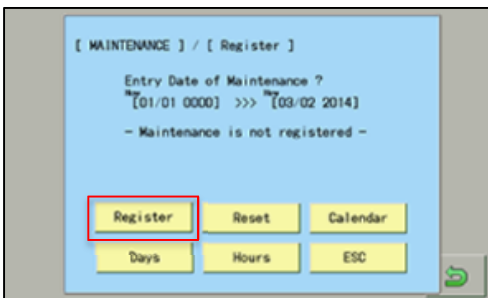 [ MAINTENANCE ] / [ Register ]
Entry Date of Maintenance ?
[01/01 0000] >>> [03/02 2014]
- Maintenance is not registered -
Register Reset Calendar
Days Hours ESC